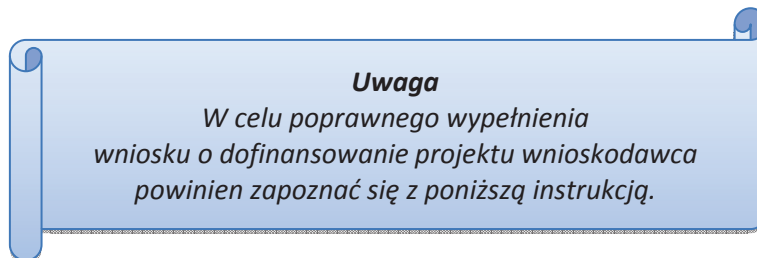 Uwaga
W celu poprawnego wypełnienia
wniosku o dofinansowanie projektu wnioskodawca
powinien zapoznać się z poniższą instrukcją.